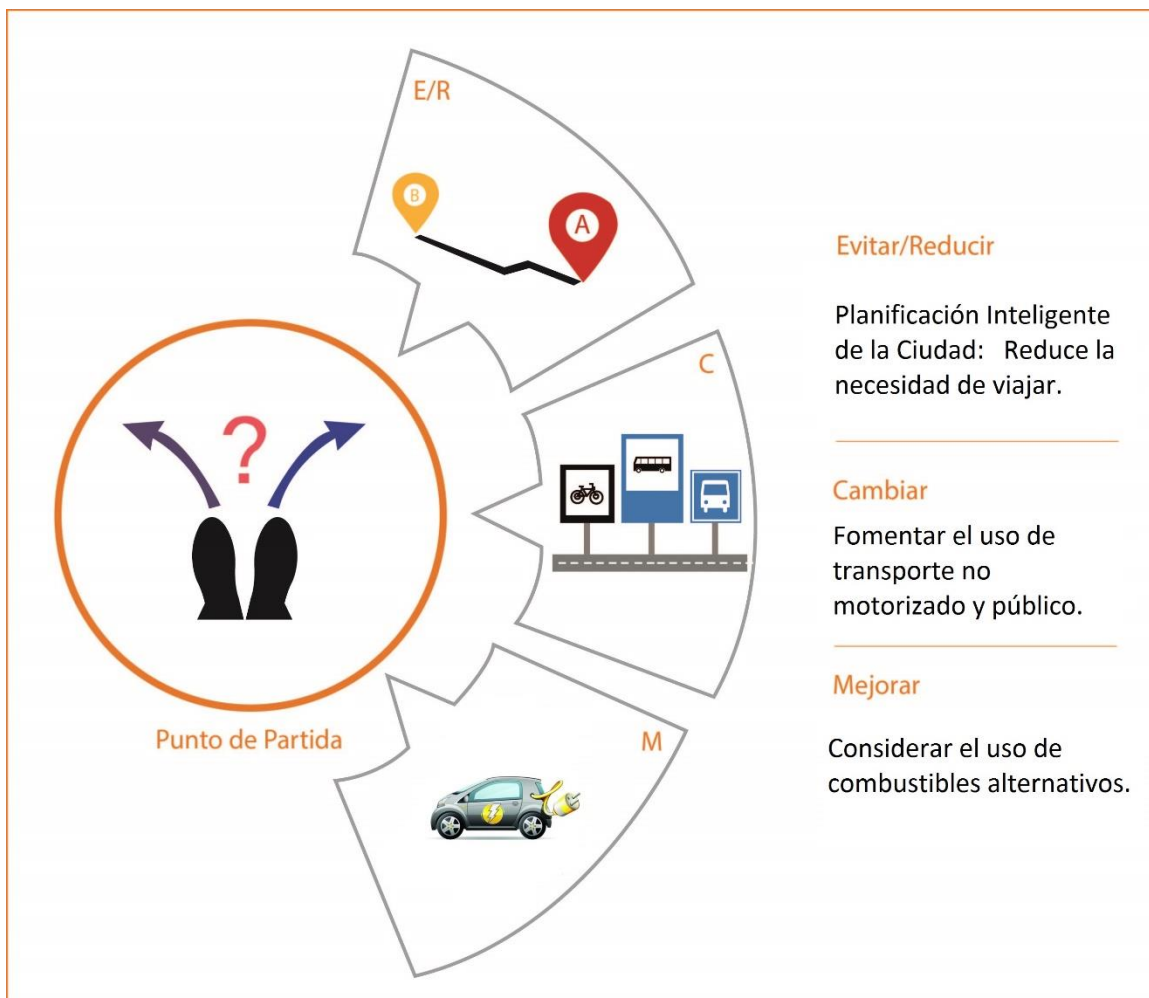 E/R
B
A
C
?
Punto de Partida
M
Evitar/Reducir
Planificación Inteligente
de la Ciudad:   Reduce la
necesidad de viajar.
Cambiar
Fomentar el uso de
transporte no
motorizado y público.
Mejorar
Considerar el uso de
combustibles alternativos.